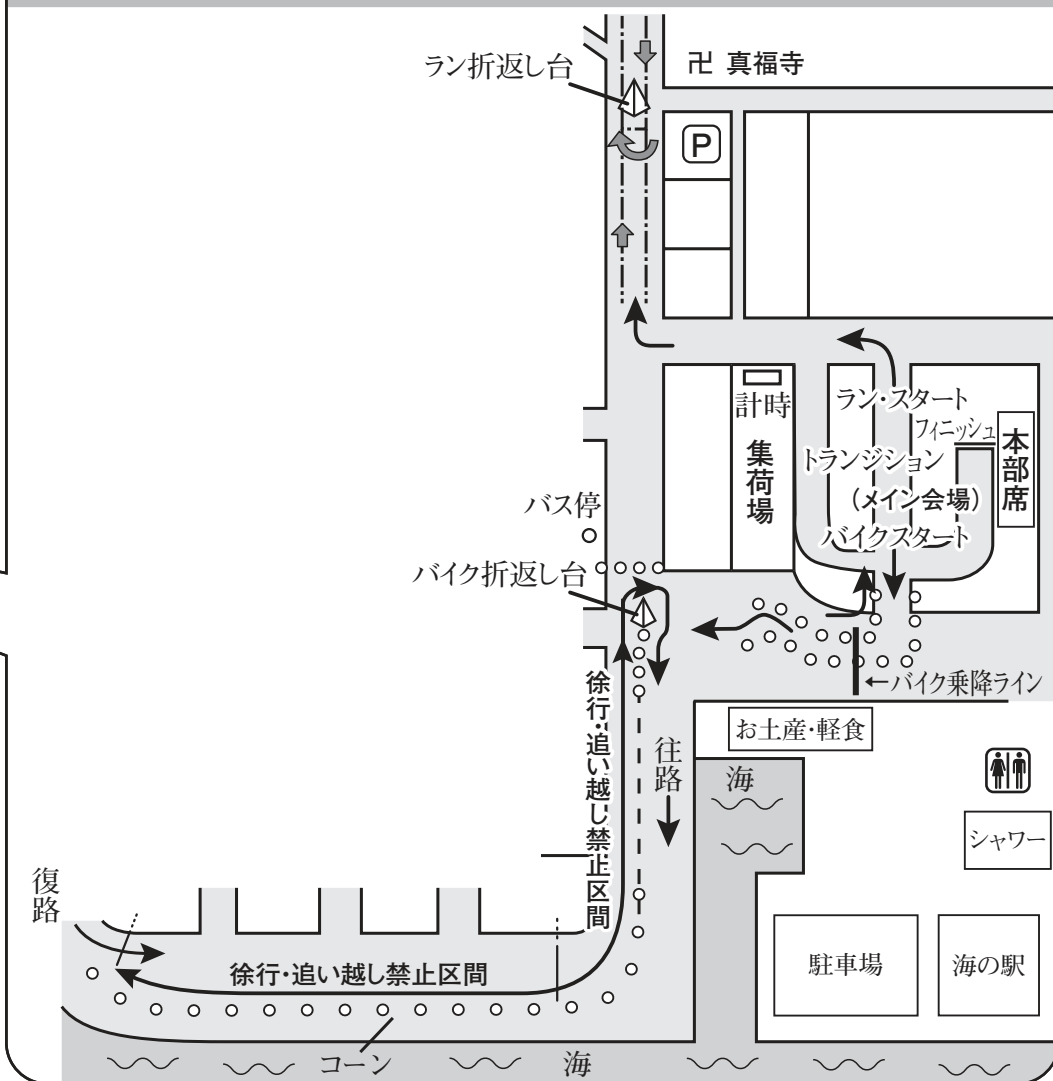 ラン折返し台
卍 真福寺
P
計時
集荷場
ラン・スタート
フィニッシュ
本部席
トランジション
（メイン会場）
バイクスタート
バス停
バイク折返し台
←バイク乗降ライン
お土産・軽食
徐行・追い越し禁止区間
往路
海
シャワー
復路
駐車場
海の駅
徐行・追い越し禁止区間
コーン
海